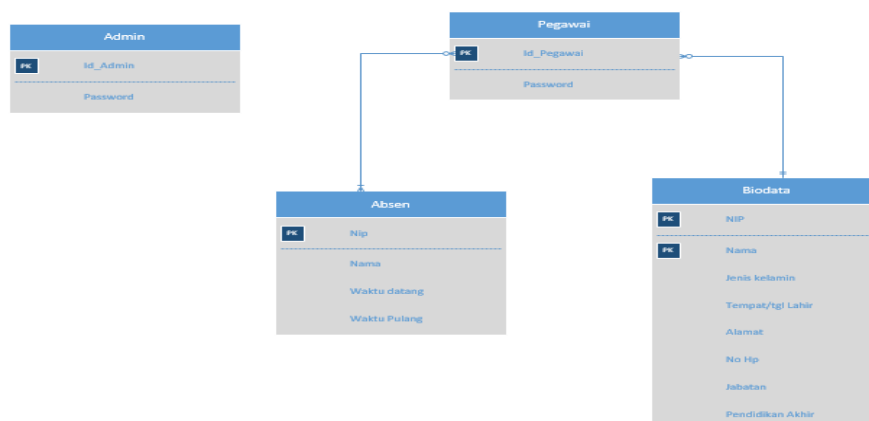 Admin
PK Id_Admin
Password
Pegawai
PK Id_Pegawai
Password
Absen
PK Nip
Nama
Waktu datang
Waktu Pulang
Biodata
PK NIP
PK Nama
Jenis kelamin
Tempat/tgl Lahir
Alamat
No Hp
Jabatan
Pendidikan Akhir